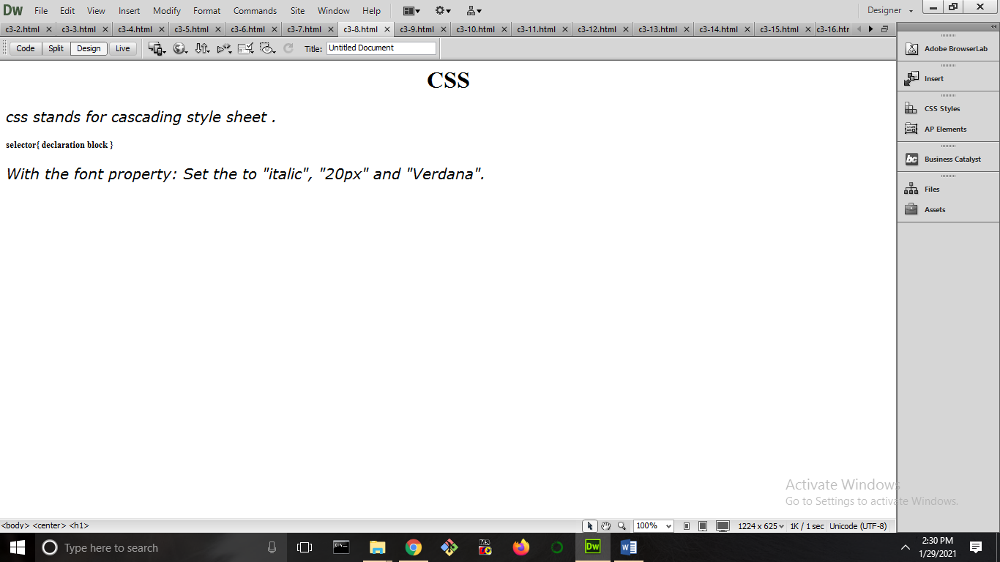 Dw File Edit View Insert Modify Format Commands Site Window Help Designer
c3-2.html c3-3.html c3-4.html c3-5.html c3-6.html c3-7.html c3-8.html c3-9.html c3-10.html c3-11.html c3-12.html c3-13.html c3-14.html c3-15.html c3-16.htr
Code Split Design Live Title: Untitled Document
CSS
css stands for cascading style sheet .
selector{ declaration block }
With the font property: Set the to "italic", "20px" and "Verdana".
Adobe BrowserLab
Insert
CSS Styles
AP Elements
bc Business Catalyst
Files
Assets
Activate Windows
Go to Settings to activate Windows.
<body> <center> <h1> 100% 1224 x 625 1K / 1 sec Unicode (UTF-8)
Type here to search
Dw
2:30 PM
1/29/2021